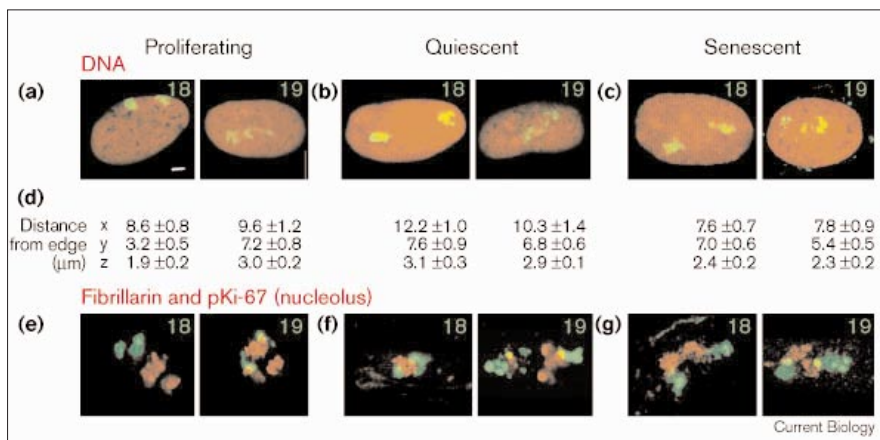 Proliferating Quiescent Senescent
DNA
(a) 18 19 (b) 18 19 (c) 18 19
(d)
Distance x 8.6 ±0.8 9.6 ±1.2 12.2 ±1.0 10.3 ±1.4 7.6 ±0.7 7.8 ±0.9
from edge y 3.2 ±0.5 7.2 ±0.8 7.6 ±0.9 6.8 ±0.6 7.0 ±0.6 5.4 ±0.5
(μm) z 1.9 ±0.2 3.0 ±0.2 3.1 ±0.3 2.9 ±0.1 2.4 ±0.2 2.3 ±0.2
Fibrillarin and pKi-67 (nucleolus)
(e) 18 19 (f) 18 19 (g) 18 19
Current Biology